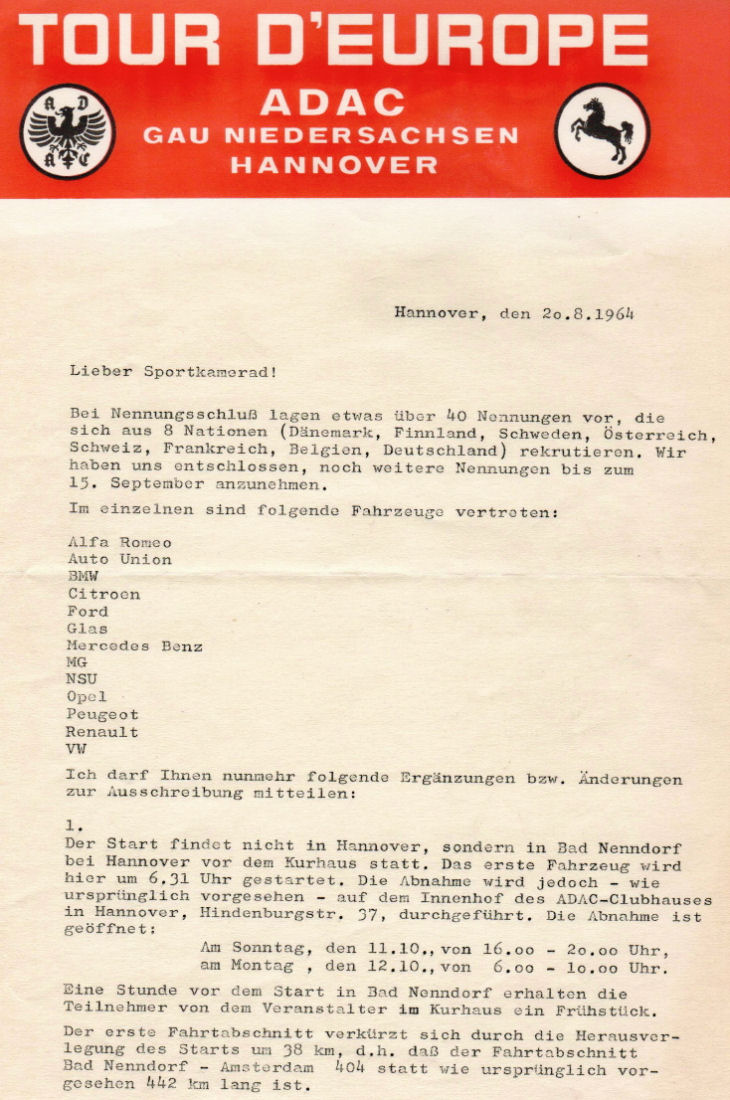 TOUR D'EUROPE
ADAC
GAU NIEDERSACHSEN
HANNOVER
A D
A C
Hannover, den 2o.8.1964
Lieber Sportkamerad!
Bei Nennungsschluß lagen etwas über 40 Nennungen vor, die
sich aus 8 Nationen (Dänemark, Finnland, Schweden, Österreich,
Schweiz, Frankreich, Belgien, Deutschland) rekrutieren. Wir
haben uns entschlossen, noch weitere Nennungen bis zum
15. September anzunehmen.
Im einzelnen sind folgende Fahrzeuge vertreten:
Alfa Romeo
Auto Union
BMW
Citroen
Ford
Glas
Mercedes Benz
MG
NSU
Opel
Peugeot
Renault
VW
Ich darf Ihnen nunmehr folgende Ergänzungen bzw. Änderungen
zur Ausschreibung mitteilen:
1.
Der Start findet nicht in Hannover, sondern in Bad Nenndorf
bei Hannover vor dem Kurhaus statt. Das erste Fahrzeug wird
hier um 6,31 Uhr gestartet. Die Abnahme wird jedoch - wie
ursprünglich vorgesehen - auf dem Innenhof des ADAC-Clubhauses
in Hannover, Hindenburgstr. 37, durchgeführt. Die Abnahme ist
geöffnet:
Am Sonntag, den 11.10., von 16.oo - 2o.oo Uhr,
am Montag , den 12.10., von 6.oo - 1o.oo Uhr.
Eine Stunde vor dem Start in Bad Nenndorf erhalten die
Teilnehmer von dem Veranstalter im Kurhaus ein Frühstück.
Der erste Fahrtabschnitt verkürzt sich durch die Herausver-
legung des Starts um 38 km, d.h. daß der Fahrtabschnitt
Bad Nenndorf - Amsterdam 404 statt wie ursprünglich vor-
gesehen 442 km lang ist.